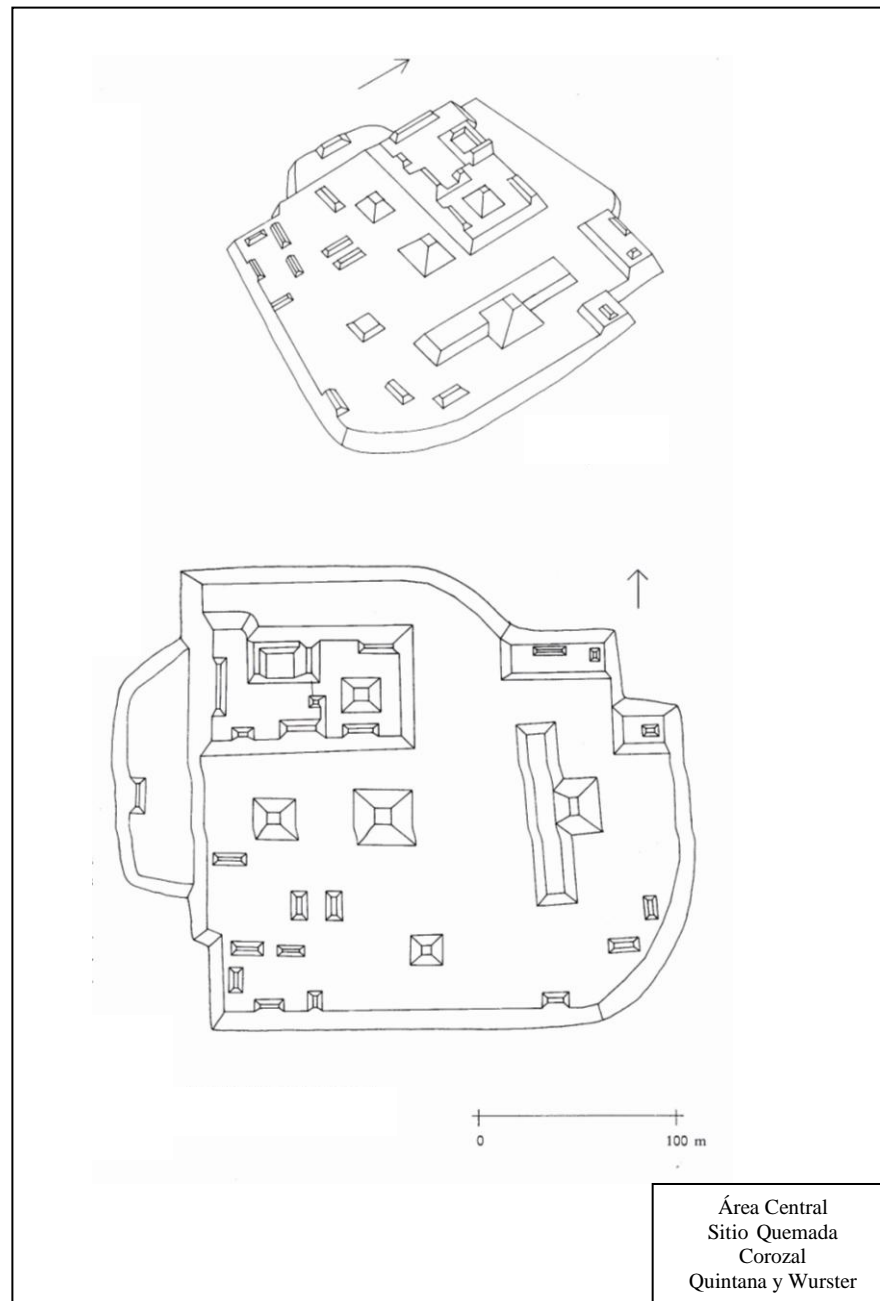 0 100 m
Área Central
Sitio Quemada
Corozal
Quintana y Wurster